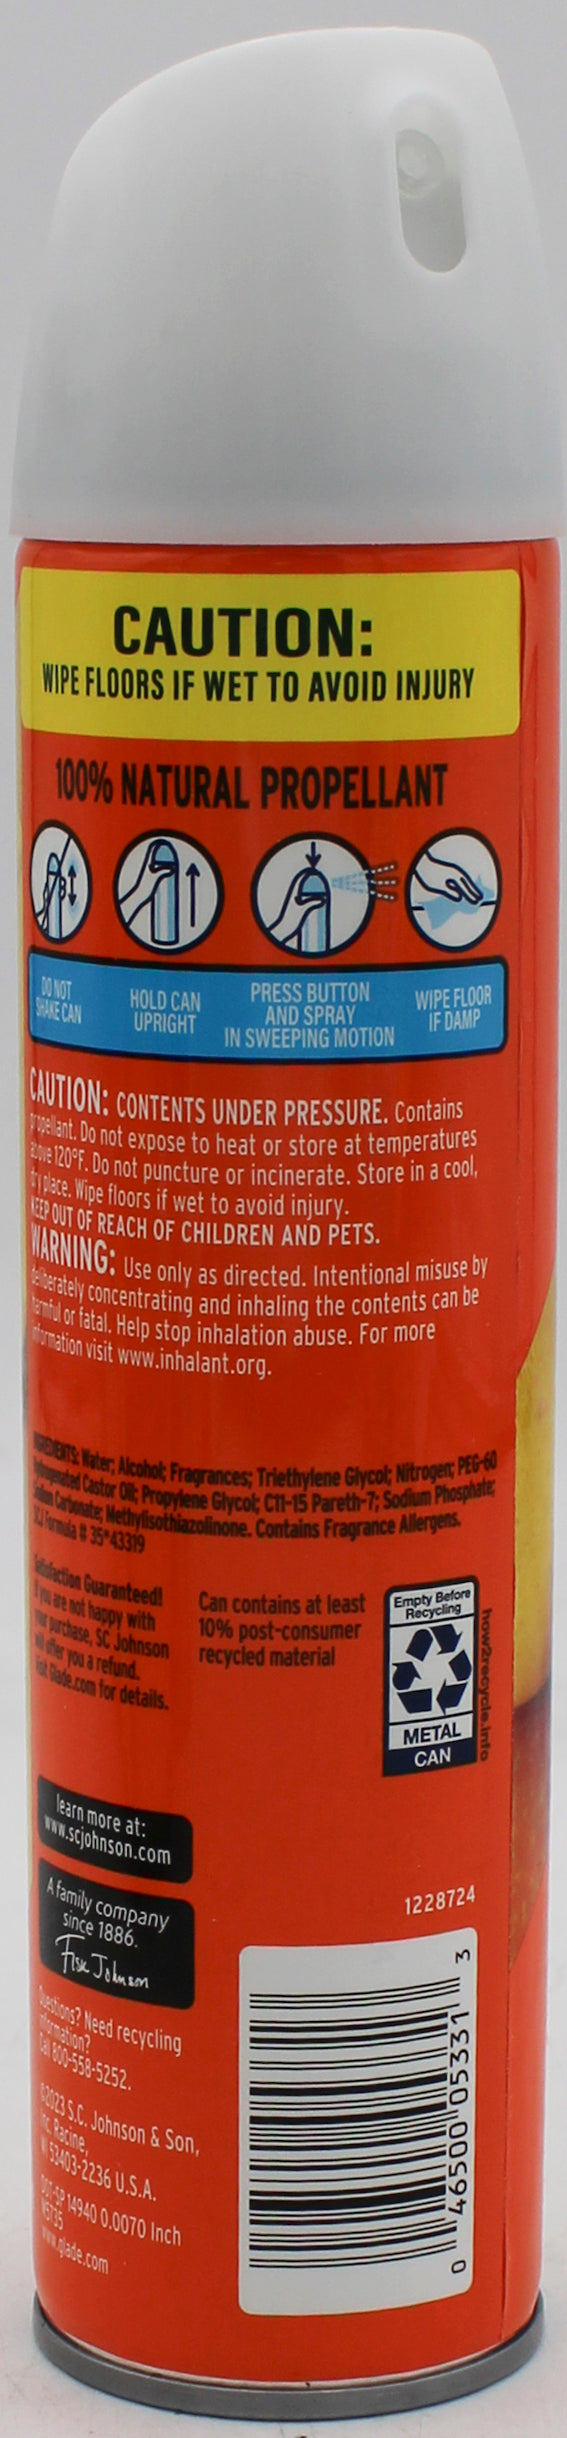 CAUTION:
WIPE FLOORS IF WET TO AVOID INJURY
100% NATURAL PROPELLANT
DO NOT
SHAKE CAN
HOLD CAN
UPRIGHT
PRESS BUTTON
AND SPRAY
IN SWEEPING MOTION
WIPE FLOOR
IF DAMP
CAUTION: CONTENTS UNDER PRESSURE. Contains
propellant. Do not expose to heat or store at temperatures
above 120°F. Do not puncture or incinerate. Store in a cool,
dry place. Wipe floors if wet to avoid injury.
KEEP OUT OF REACH OF CHILDREN AND PETS.
WARNING: Use only as directed. Intentional misuse by
deliberately concentrating and inhaling the contents can be
harmful or fatal. Help stop inhalation abuse. For more
information visit www.inhalant.org.
INGREDIENTS: Water; Alcohol; Fragrances; Triethylene Glycol; Nitrogen; PEG-60
Hydrogenated Castor Oil; Propylene Glycol; C11-15 Pareth-7; Sodium Phosphate;
Sodium Carbonate; Methylisothiazolinone. Contains Fragrance Allergens.
SCJ Formula # 35*43319
Satisfaction Guaranteed!
If you are not happy with
your purchase, SC Johnson
will offer you a refund.
Visit Glade.com for details.
Can contains at least
10% post-consumer
recycled material
Empty Before
Recycling
METAL
CAN
how2recycle.info
learn more at:
www.scjohnson.com
A family company
since 1886.
Fisk Johnson
Questions? Need recycling
information?
Call 800-558-5252.
©2023 S.C. Johnson & Son,
Inc. Racine,
WI 53403-2236 U.S.A.
DOT-SP 14940 0.0070 Inch
M5735
www.glade.com
1228724
0 46500 05331 3